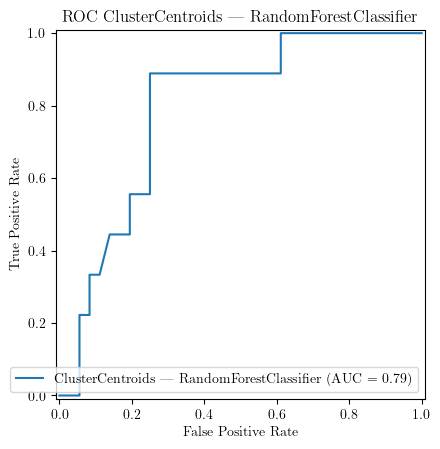 ROC ClusterCentroids — RandomForestClassifier
True Positive Rate
1.0
0.8
0.6
0.4
0.2
0.0
ClusterCentroids — RandomForestClassifier (AUC = 0.79)
0.0 0.2 0.4 0.6 0.8 1.0
False Positive Rate